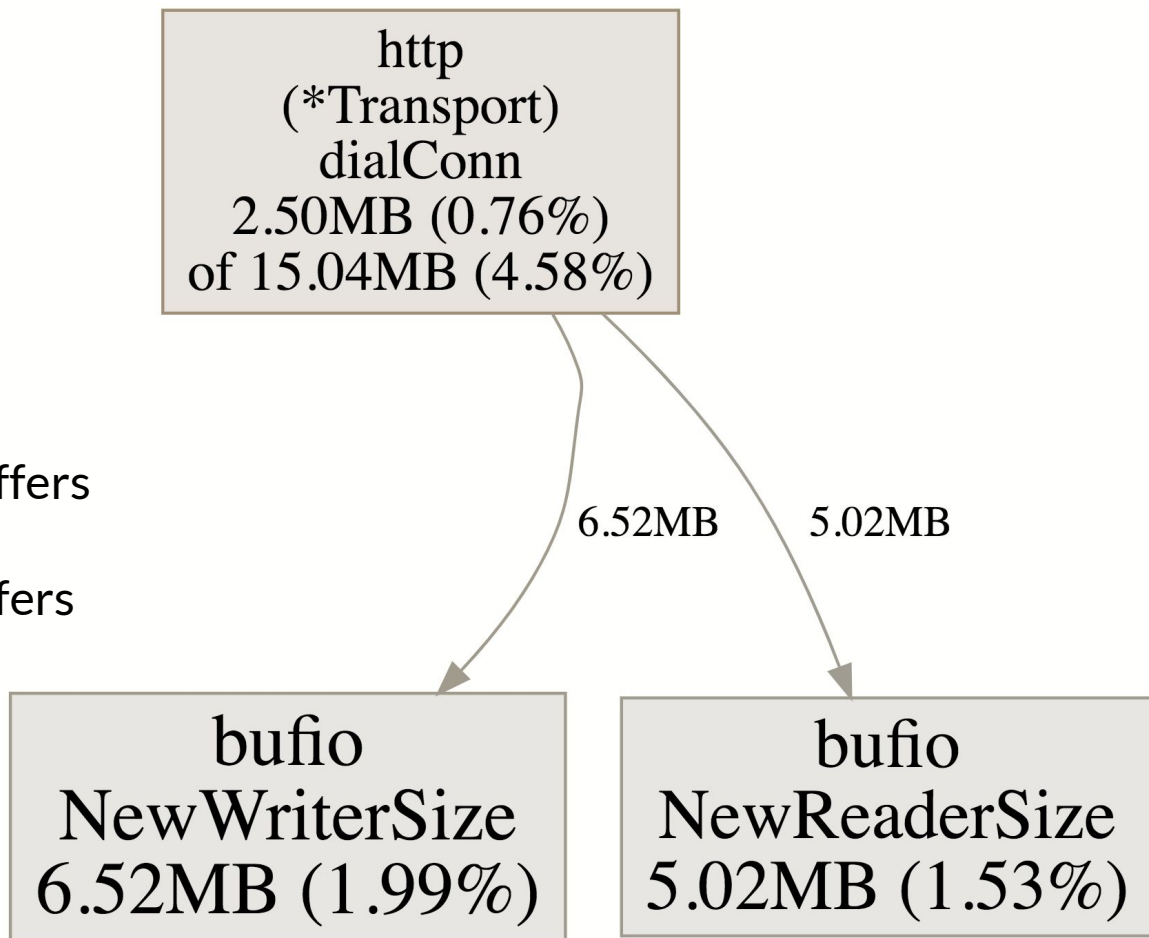 http
(*Transport)
dialConn
2.50MB (0.76%)
of 15.04MB (4.58%)
6.52MB
5.02MB
bufio
NewWriterSize
6.52MB (1.99%)
bufio
NewReaderSize
5.02MB (1.53%)